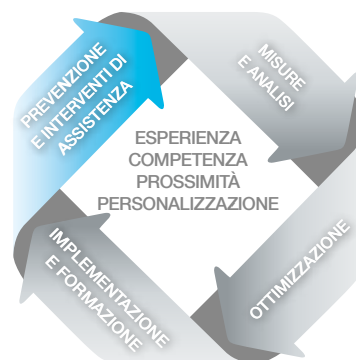 PREVENZIONE
E INTERVENTI DI
ASSISTENZA
MISURE
E ANALISI
ESPERIENZA
COMPETENZA
PROSSIMITÀ
PERSONALIZZAZIONE
IMPLEMENTAZIONE
E FORMAZIONE
OTTIMIZZAZIONE